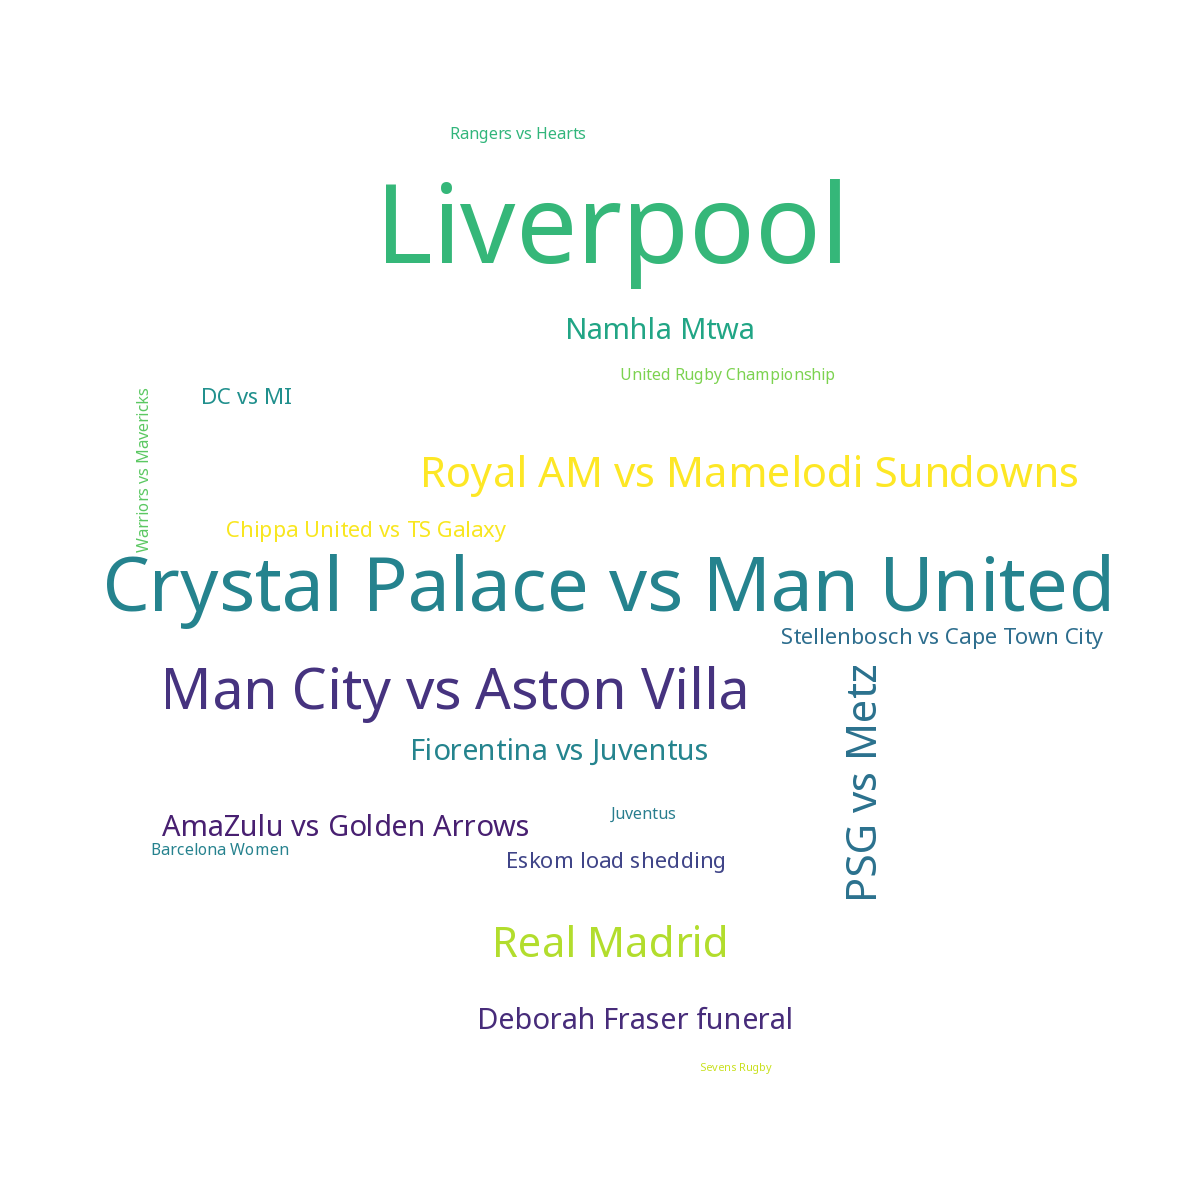 Rangers vs Hearts
Liverpool
Namhla Mtwa
United Rugby Championship
DC vs MI
Warriors vs Mavericks
Royal AM vs Mamelodi Sundowns
Chippa United vs TS Galaxy
Crystal Palace vs Man United
Stellenbosch vs Cape Town City
Man City vs Aston Villa
PSG vs Metz
Fiorentina vs Juventus
Juventus
AmaZulu vs Golden Arrows
Barcelona Women
Eskom load shedding
Real Madrid
Deborah Fraser funeral
Sevens Rugby